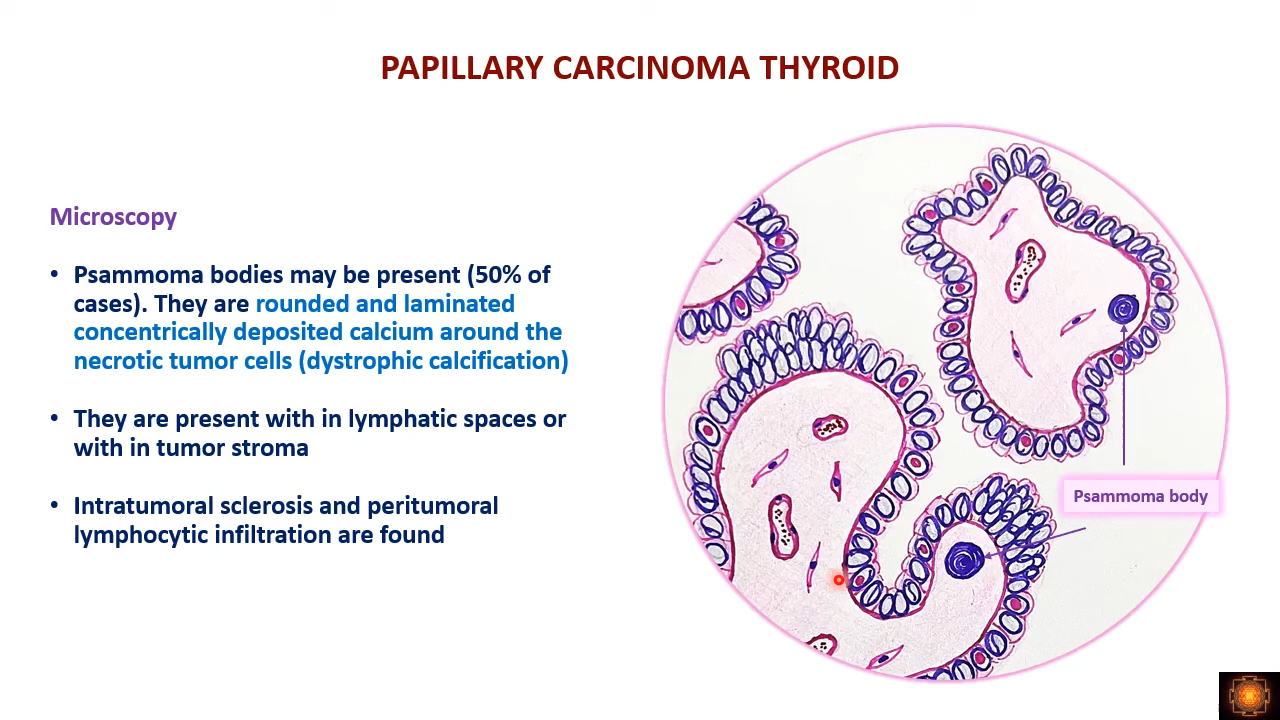 PAPILLARY CARCINOMA THYROID
Microscopy
• Psammoma bodies may be present (50% of
cases). They are rounded and laminated
concentrically deposited calcium around the
necrotic tumor cells (dystrophic calcification)
• They are present with in lymphatic spaces or
with in tumor stroma
• Intratumoral sclerosis and peritumoral
lymphocytic infiltration are found
Psammoma body